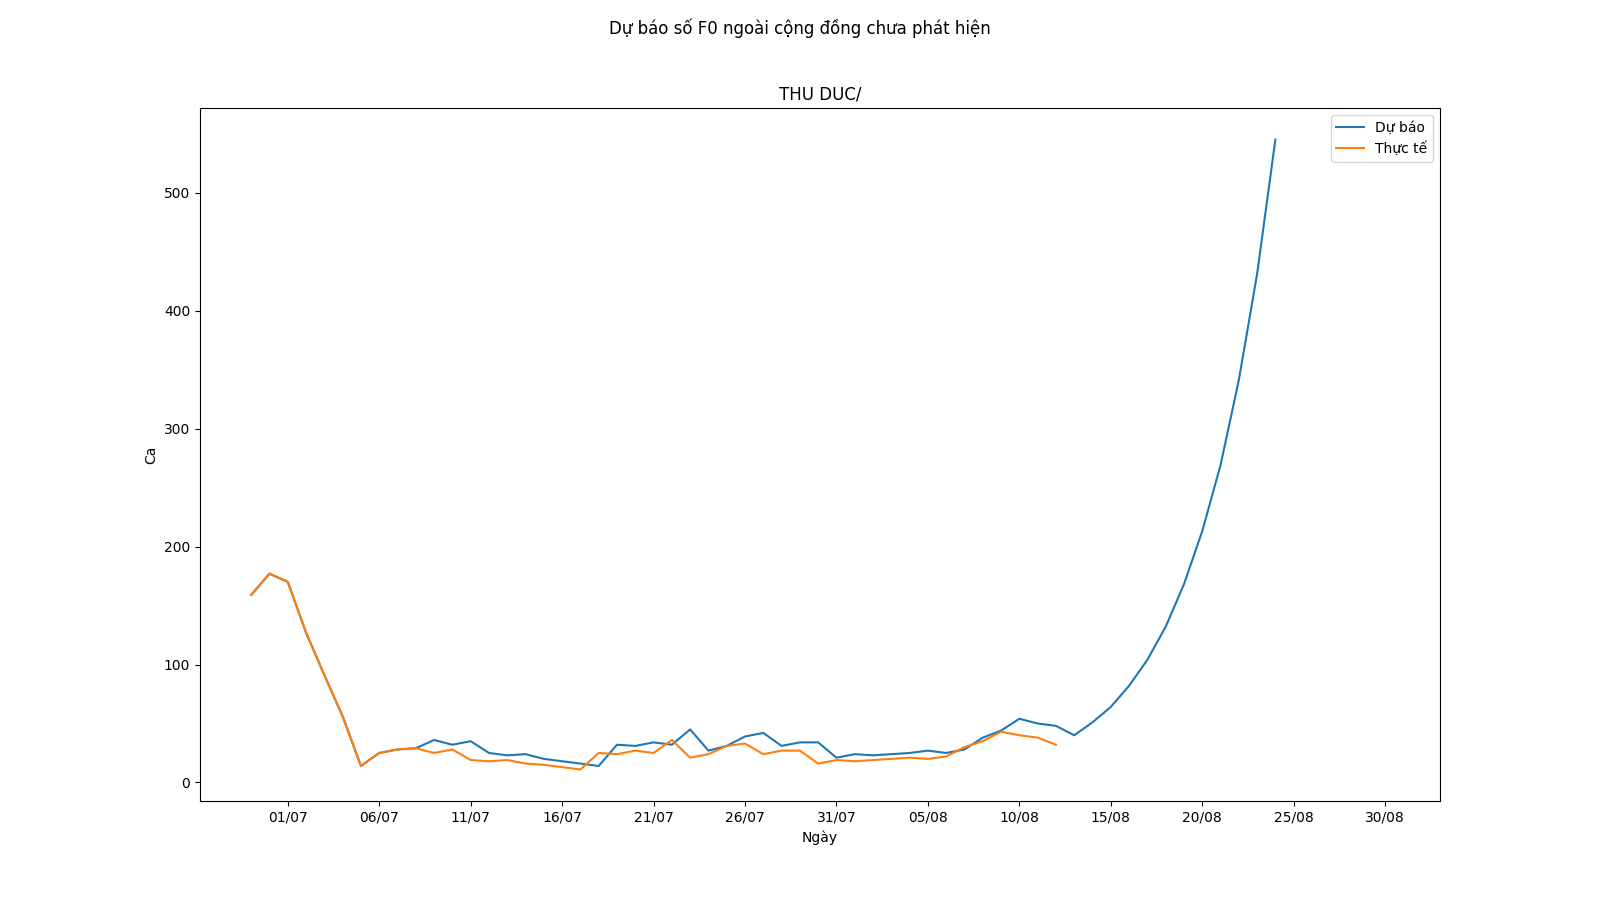 Dự báo số F0 ngoài cộng đồng chưa phát hiện
THU DUC/
Dự báo
Thực tế
500
400
300
200
100
0
Ca
01/07 06/07 11/07 16/07 21/07 26/07 31/07 05/08 10/08 15/08 20/08 25/08 30/08
Ngày